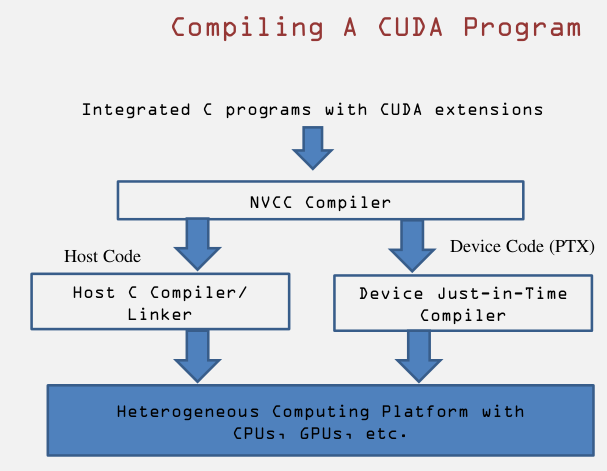 Compiling A CUDA Program
Integrated C programs with CUDA extensions
NVCC Compiler
Host Code
Device Code (PTX)
Host C Compiler/
Linker
Device Just-in-Time
Compiler
Heterogeneous Computing Platform with
CPUs, GPUs, etc.